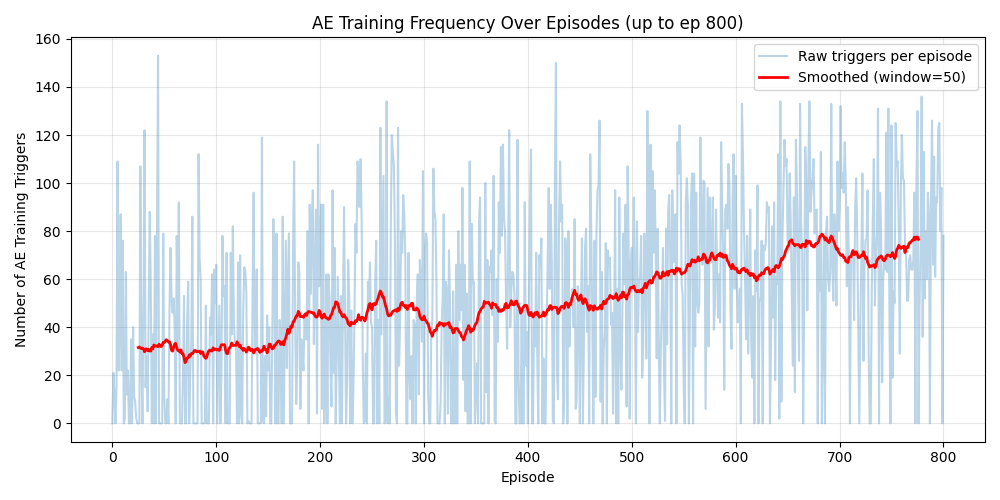 AE Training Frequency Over Episodes (up to ep 800)
Number of AE Training Triggers
160
140
120
100
80
60
40
20
0
Raw triggers per episode
Smoothed (window=50)
0 100 200 300 400 500 600 700 800
Episode